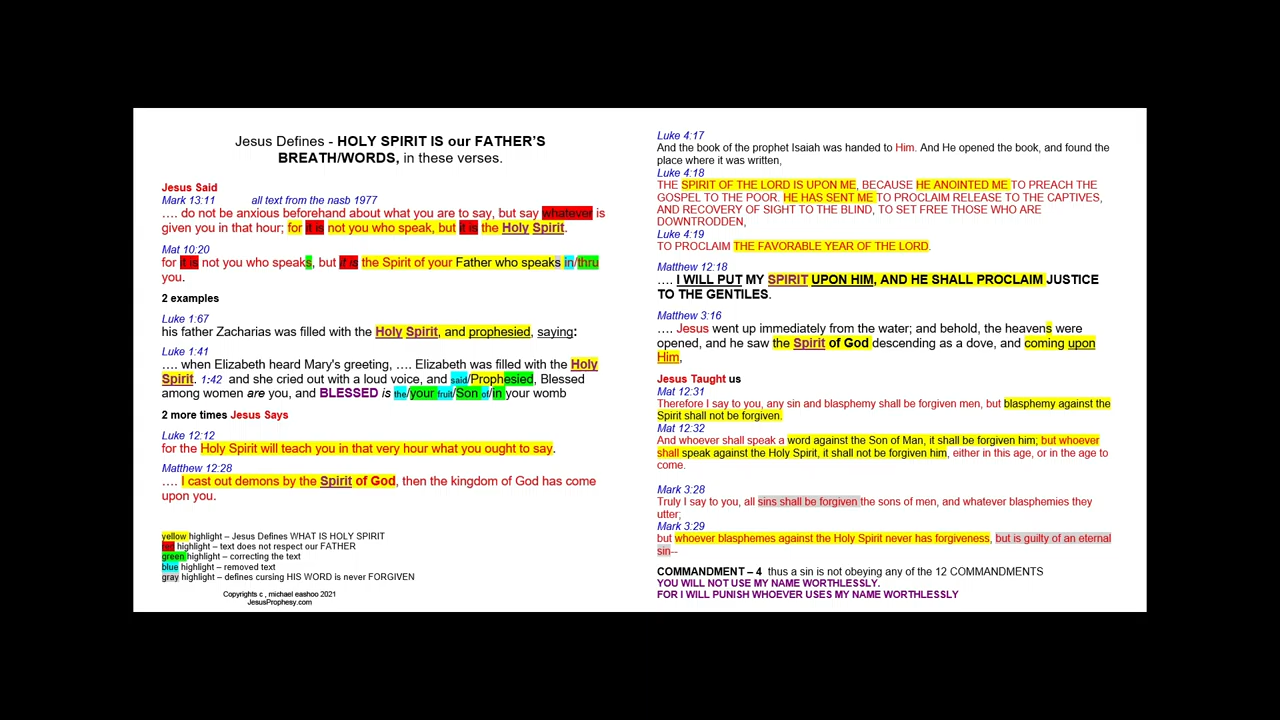 Jesus Defines - HOLY SPIRIT IS our FATHER'S
BREATH/WORDS, in these verses.
Jesus Said
Mark 13:11 all text from the nasb 1977
.... do not be anxious beforehand about what you are to say, but say whatever is
given you in that hour; for it is not you who speak, but it is the Holy Spirit.
Mat 10:20
for it is not you who speaks, but it is the Spirit of your Father who speaks in/thru
you.
2 examples
Luke 1:67
his father Zacharias was filled with the Holy Spirit, and prophesied, saying:
Luke 1:41
.... when Elizabeth heard Mary's greeting, .... Elizabeth was filled with the Holy
Spirit. 1:42 and she cried out with a loud voice, and said/Prophesied, Blessed
among women are you, and BLESSED is the/your fruit/Son of/in your womb
2 more times Jesus Says
Luke 12:12
for the Holy Spirit will teach you in that very hour what you ought to say.
Matthew 12:28
.... I cast out demons by the Spirit of God, then the kingdom of God has come
upon you.
yellow highlight – Jesus Defines WHAT IS HOLY SPIRIT
red highlight – text does not respect our FATHER
green highlight – correcting the text
blue highlight – removed text
gray highlight – defines cursing HIS WORD is never FORGIVEN
Copyrights c , michael eashoo 2021
JesusProphesy.com
Luke 4:17
And the book of the prophet Isaiah was handed to Him. And He opened the book, and found the
place where it was written,
Luke 4:18
THE SPIRIT OF THE LORD IS UPON ME, BECAUSE HE ANOINTED ME TO PREACH THE
GOSPEL TO THE POOR. HE HAS SENT ME TO PROCLAIM RELEASE TO THE CAPTIVES,
AND RECOVERY OF SIGHT TO THE BLIND, TO SET FREE THOSE WHO ARE
DOWNTRODDEN,
Luke 4:19
TO PROCLAIM THE FAVORABLE YEAR OF THE LORD.
Matthew 12:18
.... I WILL PUT MY SPIRIT UPON HIM, AND HE SHALL PROCLAIM JUSTICE
TO THE GENTILES.
Matthew 3:16
.... Jesus went up immediately from the water; and behold, the heavens were
opened, and he saw the Spirit of God descending as a dove, and coming upon
Him,
Jesus Taught us
Mat 12:31
Therefore I say to you, any sin and blasphemy shall be forgiven men, but blasphemy against the
Spirit shall not be forgiven.
Mat 12:32
And whoever shall speak a word against the Son of Man, it shall be forgiven him; but whoever
shall speak against the Holy Spirit, it shall not be forgiven him, either in this age, or in the age to
come.
Mark 3:28
Truly I say to you, all sins shall be forgiven the sons of men, and whatever blasphemies they
utter;
Mark 3:29
but whoever blasphemes against the Holy Spirit never has forgiveness, but is guilty of an eternal
sin--
COMMANDMENT – 4 thus a sin is not obeying any of the 12 COMMANDMENTS
YOU WILL NOT USE MY NAME WORTHLESSLY.
FOR I WILL PUNISH WHOEVER USES MY NAME WORTHLESSLY